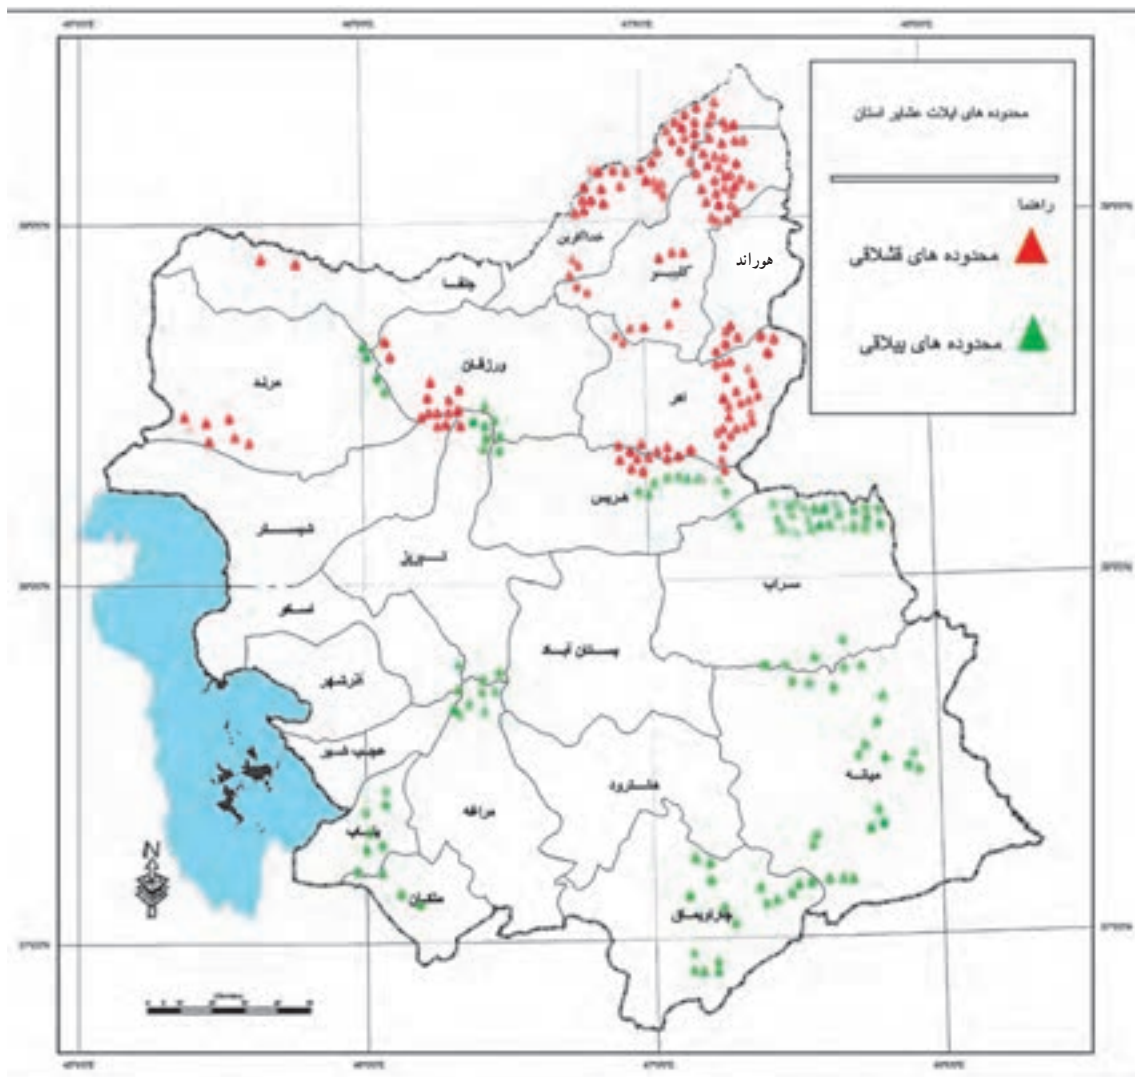 محدوده های ایلات عشایر استان
راهنما
محدوده های قشلاقی
محدوده های ییلاقی
خداآفرین
هوراند
کلیبر
جلفا
ورزقان
مرند
اهر
هریس
شبستر
تبریز
سراب
اسکو
بستان آباد
آذرشهر
عجب شیر
میانه
هشترود
مراغه
بناب
ملکان
چاراویماق
N